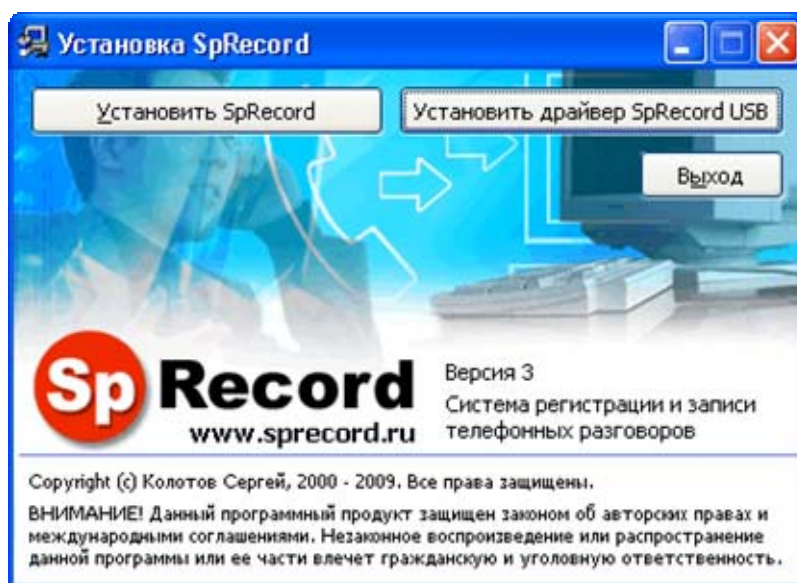 Установка SpRecord
Установить SpRecord
Установить драйвер SpRecord USB
Выход
Sp Record
www.sprecord.ru
Версия 3
Система регистрации и записи
телефонных разговоров
Copyright (c) Колотов Сергей, 2000 - 2009. Все права защищены.
ВНИМАНИЕ! Данный программный продукт защищен законом об авторских правах и
международными соглашениями. Незаконное воспроизведение или распространение
данной программы или ее части влечет гражданскую и уголовную ответственность.